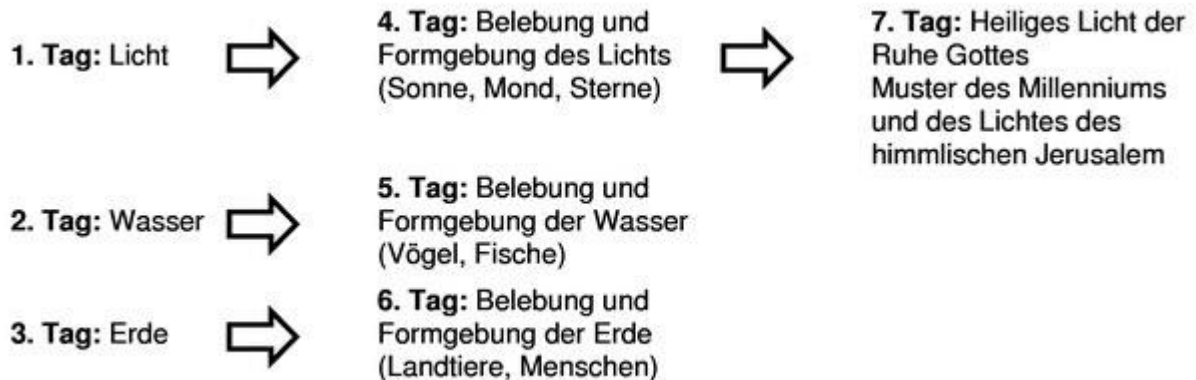 1. Tag: Licht
4. Tag: Belebung und
Formgebung des Lichts
(Sonne, Mond, Sterne)
7. Tag: Heiliges Licht der
Ruhe Gottes
Muster des Millenniums
und des Lichtes des
himmlischen Jerusalem
2. Tag: Wasser
5. Tag: Belebung und
Formgebung der Wasser
(Vögel, Fische)
3. Tag: Erde
6. Tag: Belebung und
Formgebung der Erde
(Landtiere, Menschen)